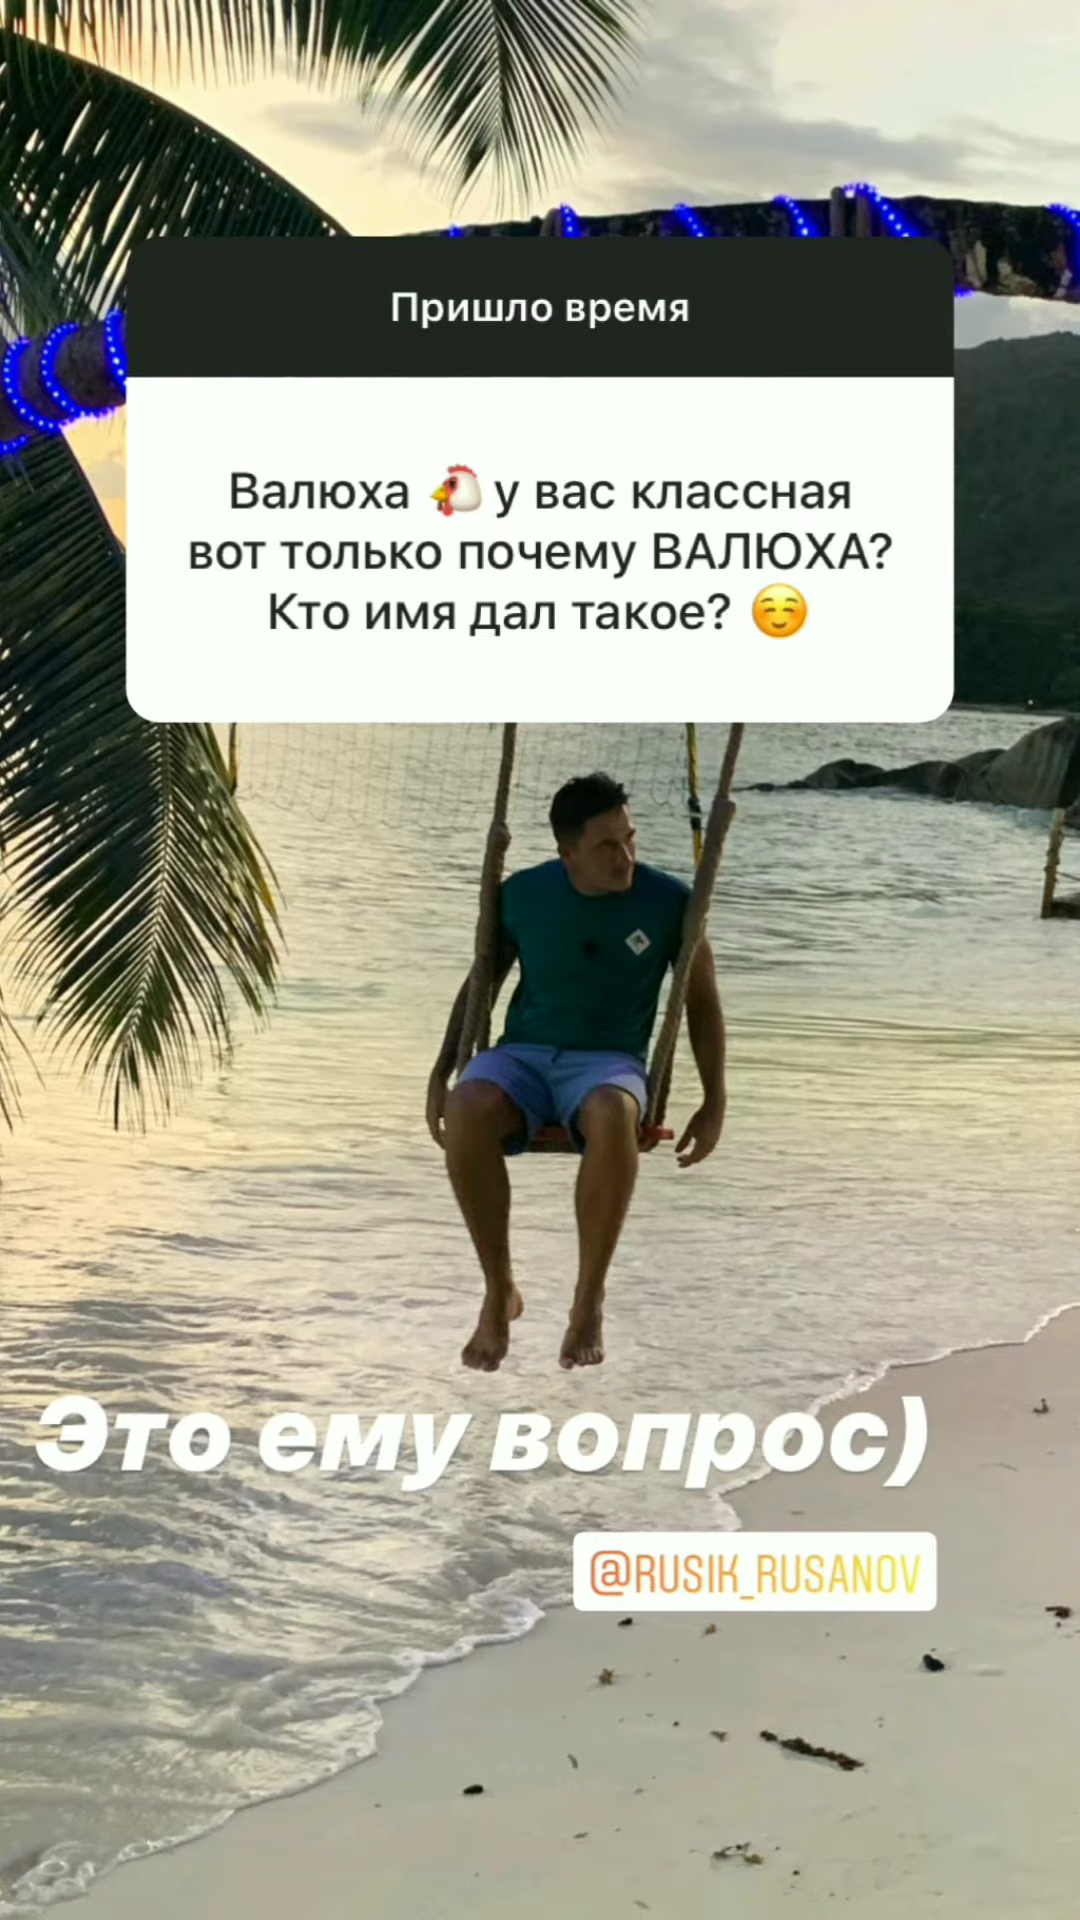 Пришло время
Валюха 🐔 у вас классная
вот только почему ВАЛЮХА?
Кто имя дал такое? ☺️
Это ему вопрос)
@RUSIK_RUSANOV